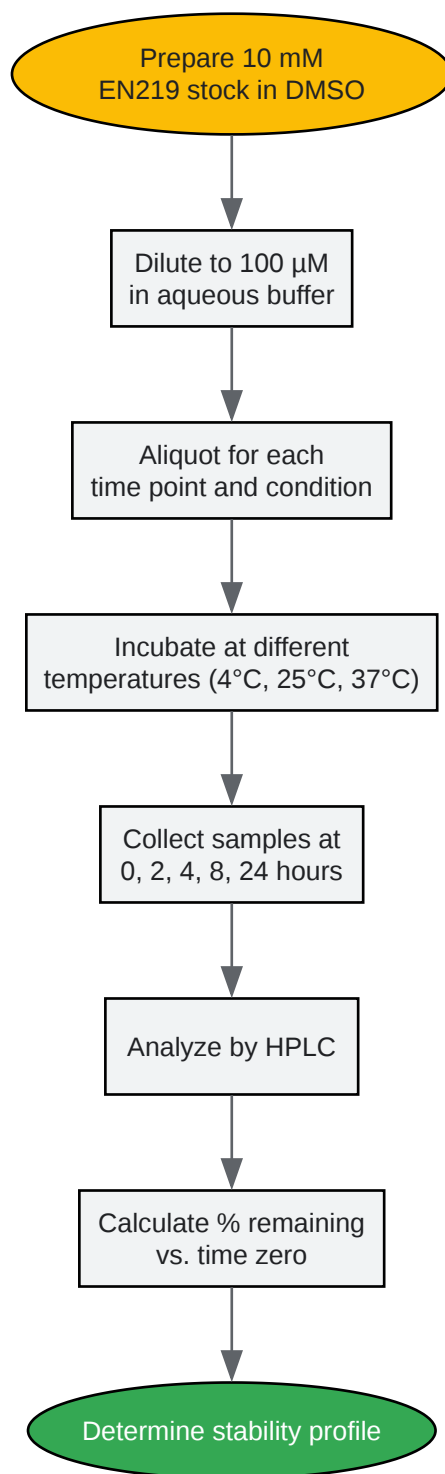 Prepare 10 mM
EN219 stock in DMSO
Dilute to 100 µM
in aqueous buffer
Aliquot for each
time point and condition
Incubate at different
temperatures (4°C, 25°C, 37°C)
Collect samples at
0, 2, 4, 8, 24 hours
Analyze by HPLC
Calculate % remaining
vs. time zero
Determine stability profile